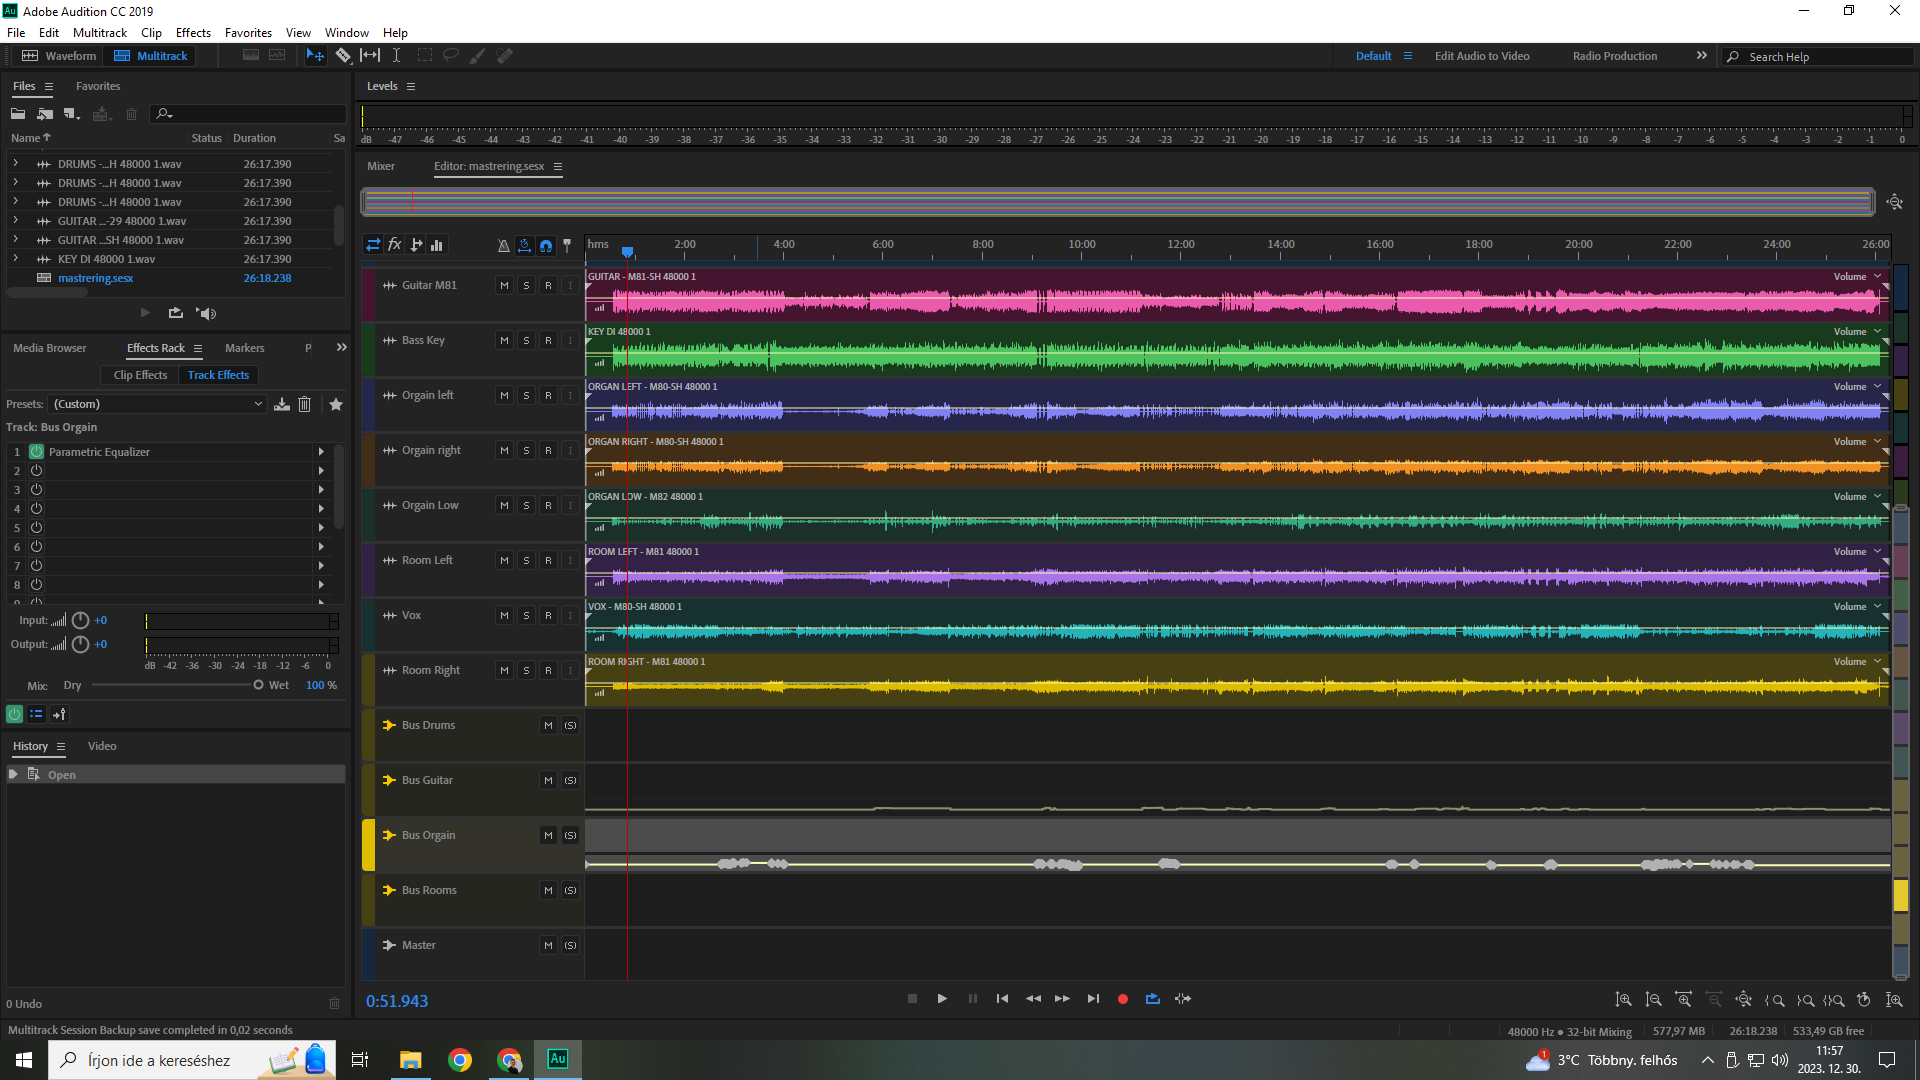 Adobe Audition CC 2019
File Edit Multitrack Clip Effects Favorites View Window Help
Waveform Multitrack Default Edit Audio to Video Radio Production Search Help
Files Favorites
Name Status Duration Sa
DRUMS -...H 48000 1.wav 26:17.390
DRUMS -...H 48000 1.wav 26:17.390
DRUMS -...H 48000 1.wav 26:17.390
GUITAR ...-29 48000 1.wav 26:17.390
GUITAR ...SH 48000 1.wav 26:17.390
KEY DI 48000 1.wav 26:17.390
mastrering.sesx 26:18.238
Media Browser Effects Rack Markers P
Clip Effects Track Effects
Presets: (Custom)
Track: Bus Orgain
1 Parametric Equalizer
2
3
4
5
6
7
8
9
Input: +0
Output: +0
dB -42 -36 -30 -24 -18 -12 -6 0
Mix: Dry Wet 100 %
History Video
Open
0 Undo
Levels
dB -47 -46 -45 -44 -43 -42 -41 -40 -39 -38 -37 -36 -35 -34 -33 -32 -31 -30 -29 -28 -27 -26 -25 -24 -23 -22 -21 -20 -19 -18 -17 -16 -15 -14 -13 -12 -11 -10 -9 -8 -7 -6 -5 -4 -3 -2 -1 0
Mixer Editor: mastrering.sesx
fx hms 2:00 4:00 6:00 8:00 10:00 12:00 14:00 16:00 18:00 20:00 22:00 24:00 26:00
Guitar M81 M S R I GUITAR - M81-SH 48000 1 Volume
Bass Key M S R I KEY DI 48000 1 Volume
Orgain left M S R I ORGAN LEFT - M80-SH 48000 1 Volume
Orgain right M S R I ORGAN RIGHT - M80-SH 48000 1 Volume
Orgain Low M S R I ORGAN LOW - M82 48000 1 Volume
Room Left M S R I ROOM LEFT - M81 48000 1 Volume
Vox M S R I VOX - M80-SH 48000 1 Volume
Room Right M S R I ROOM RIGHT - M81 48000 1 Volume
Bus Drums M (S)
Bus Guitar M (S)
Bus Orgain M (S)
Bus Rooms M (S)
Master M (S)
0:51.943
Multitrack Session Backup save completed in 0,02 seconds
48000 Hz ● 32-bit Mixing 577,97 MB 26:18.238 533,49 GB free
Írjon ide a kereséshez
Au
1 3°C Többny. felhős
11:57
2023. 12. 30.